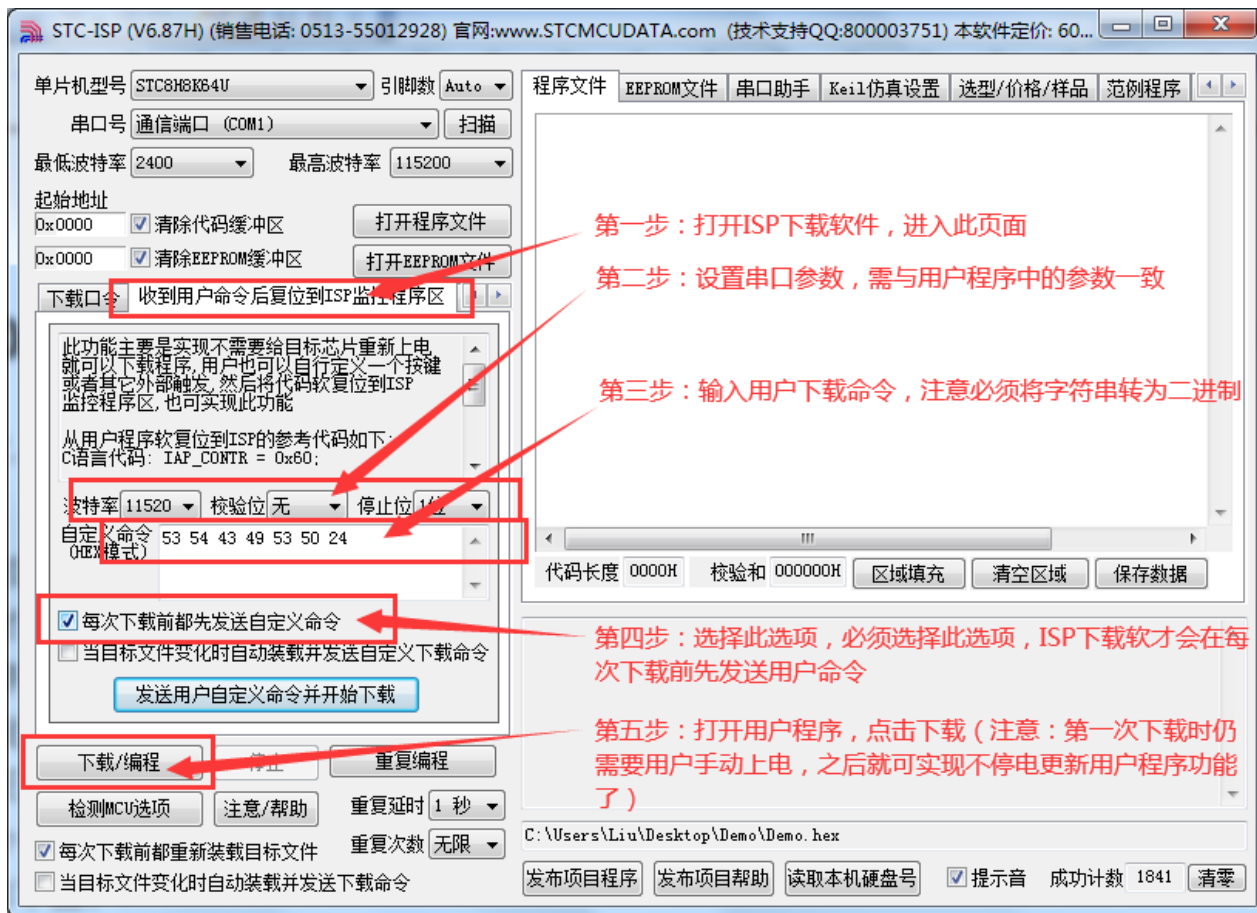 STC-ISP (V6.87H) (销售电话: 0513-55012928) 官网:www.STCMCUDATA.com (技术支持QQ:800003751) 本软件定价: 60...
单片机型号 STC8H8K64U 引脚数 Auto
串口号 通信端口 (COM1) 扫描
最低波特率 2400 最高波特率 115200
起始地址
0x0000 清除代码缓冲区 打开程序文件
0x0000 清除EEPROM缓冲区 打开EEPROM文件
下载口令 收到用户命令后复位到ISP监控程序区
此功能主要是实现不需要给目标芯片重新上电,
就可以下载程序,用户也可以自行定义一个按键
或者其它外部触发,然后将代码软复位到ISP
监控程序区,也可实现此功能
从用户程序软复位到ISP的参考代码如下:
C语言代码: IAP_CONTR = 0x60;
波特率 11520 校验位 无 停止位 1位
自定义命令 53 54 43 49 53 50 24
(HEX模式)
每次下载前都先发送自定义命令
当目标文件变化时自动装载并发送自定义下载命令
发送用户自定义命令并开始下载
下载/编程 停止 重复编程
检测MCU选项 注意/帮助 重复延时 1 秒
每次下载前都重新装载目标文件 重复次数 无限
当目标文件变化时自动装载并发送下载命令
程序文件 EEPROM文件 串口助手 Keil仿真设置 选型/价格/样品 范例程序
第一步:打开ISP下载软件,进入此页面
第二步:设置串口参数,需与用户程序中的参数一致
第三步:输入用户下载命令,注意必须将字符串转为二进制
代码长度 0000H 校验和 000000H 区域填充 清空区域 保存数据
第四步:选择此选项,必须选择此选项,ISP下载软才会在每
次下载前先发送用户命令
第五步:打开用户程序,点击下载(注意:第一次下载时仍
需要用户手动上电,之后就可实现不停电更新用户程序功能
了)
C:\Users\Liu\Desktop\Demo\Demo.hex
发布项目程序 发布项目帮助 读取本机硬盘号 提示音 成功计数 1841 清零